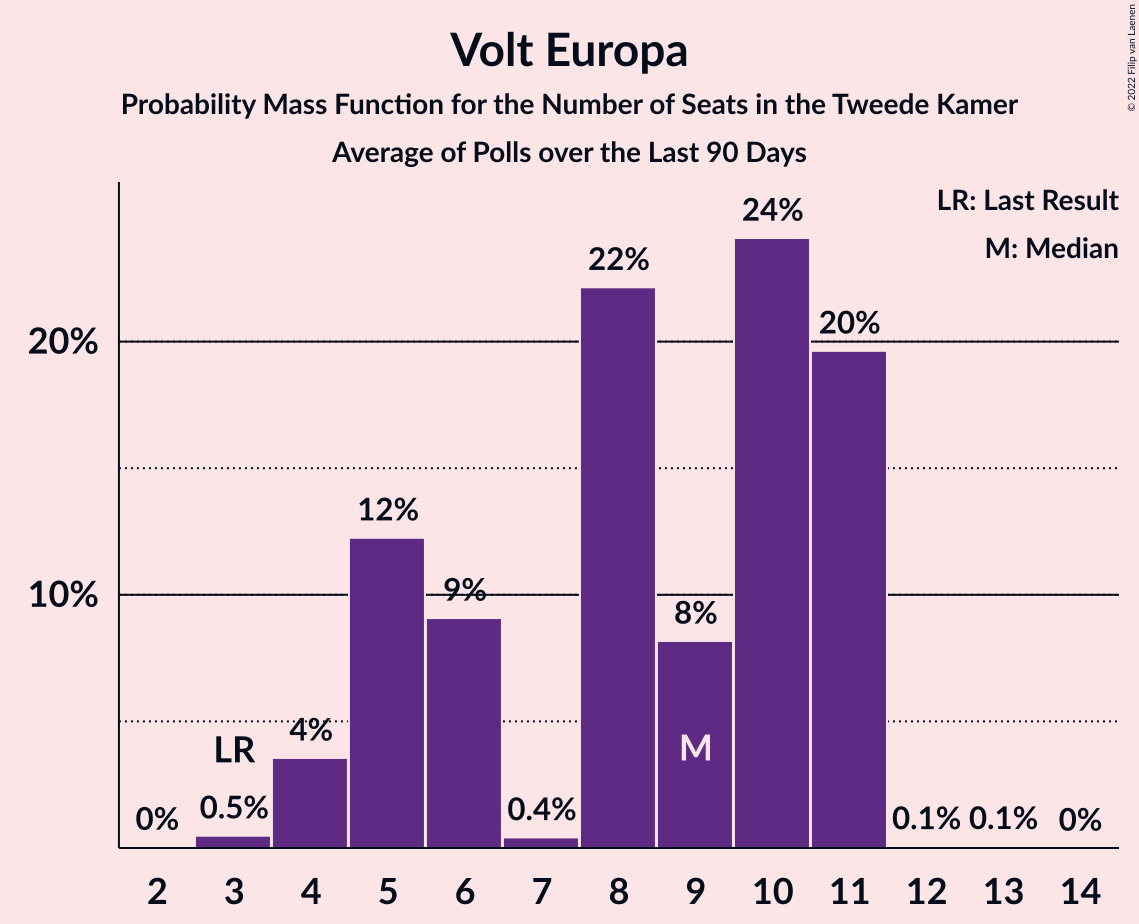 Volt Europa
Probability Mass Function for the Number of Seats in the Tweede Kamer
Average of Polls over the Last 90 Days
© 2022 Filip van Laenen
LR: Last Result
M: Median
24%
22%
20%
20%
12%
10%
9%
8%
4%
LR
M
0%
0.5%
0.4%
0.1%
0.1%
0%
2 3 4 5 6 7 8 9 10 11 12 13 14